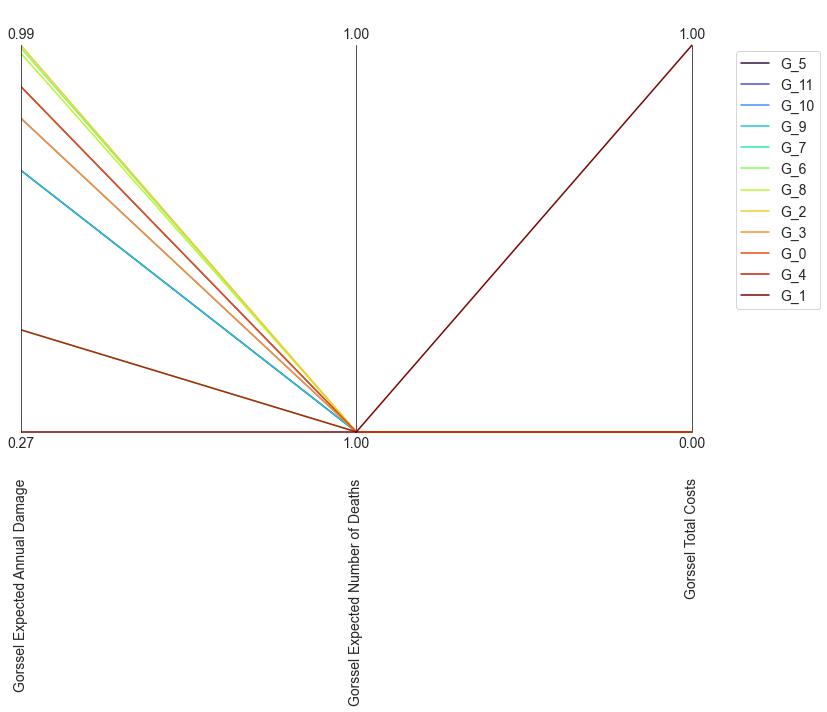 0.99
1.00
1.00
0.27
1.00
0.00
Gorssel Expected Annual Damage
Gorssel Expected Number of Deaths
Gorssel Total Costs
G_5
G_11
G_10
G_9
G_7
G_6
G_8
G_2
G_3
G_0
G_4
G_1